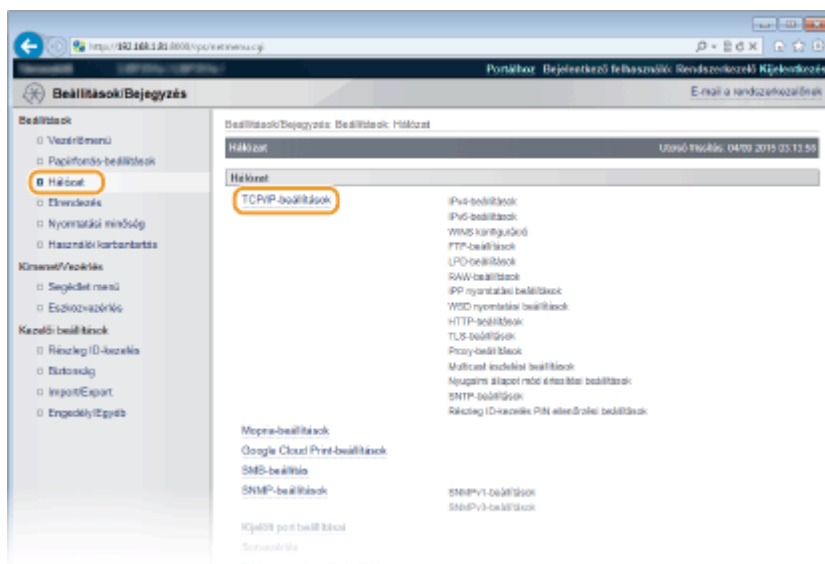 http://192.168.1.81:8000/rps/netmenu.cgi
Portálhoz Bejelentkező felhasználó: Rendszerkezelő Kijelentkezés
Beállítások/Bejegyzés
E-mail a rendszerkezelőnek
Beállítások
Vezérlőmenü
Papírforrás-beállítások
Hálózat
Elrendezés
Nyomtatási minőség
Használói karbantartás
Kimenet/Vezérlés
Segédlet menü
Eszközvezérlés
Kezelői beállítások
Részleg ID-kezelés
Biztonság
Import/Export
Engedély/Egyéb
Beállítások/Bejegyzés: Beállítások: Hálózat
Hálózat
Utolsó frissítés: 04/09 2015 03:13:56
Hálózat
TCP/IP-beállítások
IPv4-beállítások
IPv6-beállítások
WINS konfiguráció
FTP-beállítások
LPD-beállítások
RAW-beállítások
IPP nyomtatási beállítások
WSD nyomtatási beállítások
HTTP-beállítások
TLS-beállítások
Proxy-beállítások
Multicast észlelési beállítások
Nyugalmi állapot mód értesítési beállítások
SNTP-beállítások
Részleg ID-kezelés PIN ellenőrzési beállítások
Mopria-beállítások
Google Cloud Print-beállítások
SMB-beállítás
SNMP-beállítások
SNMPv1-beállítások
SNMPv3-beállítások
Kijelölt port beállításai